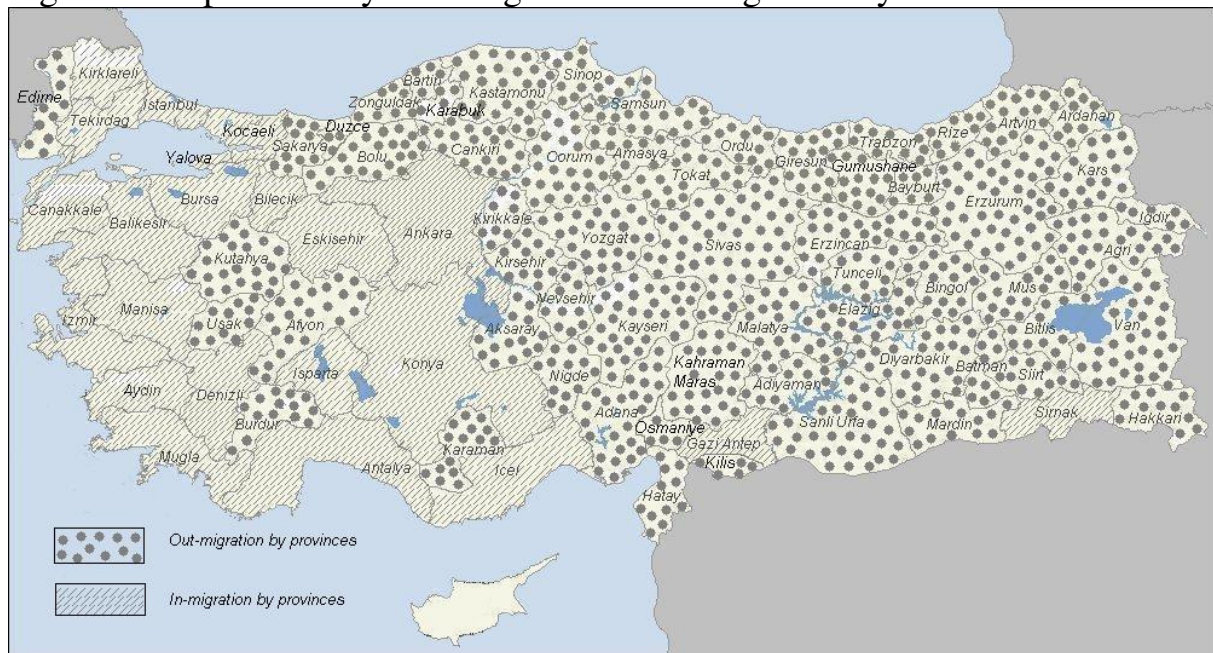 Kirklareli
Edirne
Tekirdag
Istanbul
Kocaeli
Yalova
Sakarya
Duzce
Zonguldak
Bartin
Karabuk
Kastamonu
Sinop
Samsun
Bolu
Cankiri
Oorum
Amasya
Ordu
Tokat
Giresun
Trabzon
Gumushane
Bayburt
Rize
Artvin
Ardahan
Kars
Erzurum
Igdir
Agri
Canakkale
Balikesir
Bursa
Bilecik
Eskisehir
Ankara
Kirikkale
Kirsehir
Yozgat
Sivas
Erzincan
Tunceli
Bingol
Mus
Bitlis
Van
Kutahya
Manisa
Izmir
Usak
Afyon
Nevsehir
Aksaray
Kayseri
Malatya
Elazig
Diyarbakir
Batman
Siirt
Aydin
Denizli
Isparta
Konya
Nigde
Kahraman
Maras
Adiyaman
Sanli Urfa
Mardin
Sirnak
Hakkari
Burdur
Mugla
Antalya
Karaman
Icel
Adana
Osmaniye
Gazi Antep
Kilis
Hatay
Out-migration by provinces
In-migration by provinces